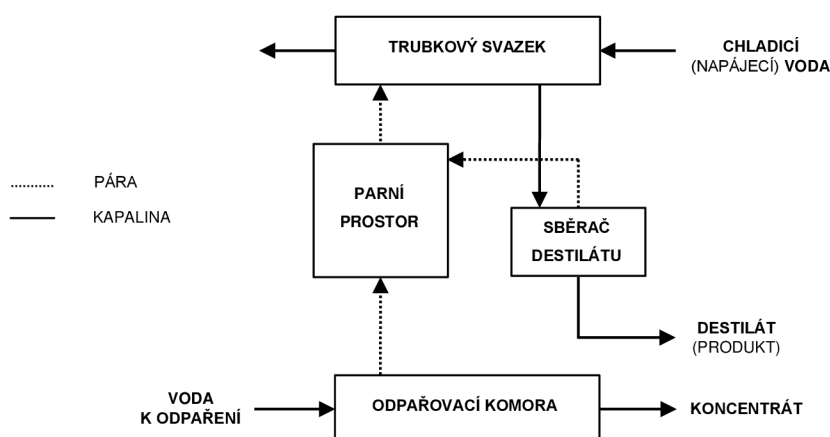 TRUBKOVÝ SVAZEK
CHLADICÍ
(NAPÁJECÍ) VODA
PÁRA
KAPALINA
PARNÍ
PROSTOR
SBĚRAČ
DESTILÁTU
DESTILÁT
(PRODUKT)
VODA
K ODPAŘENÍ
ODPAŘOVACÍ KOMORA
KONCENTRÁT